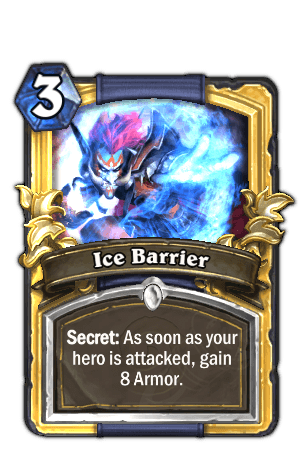 3
Ice Barrier
Secret: As soon as your
hero is attacked, gain
8 Armor.